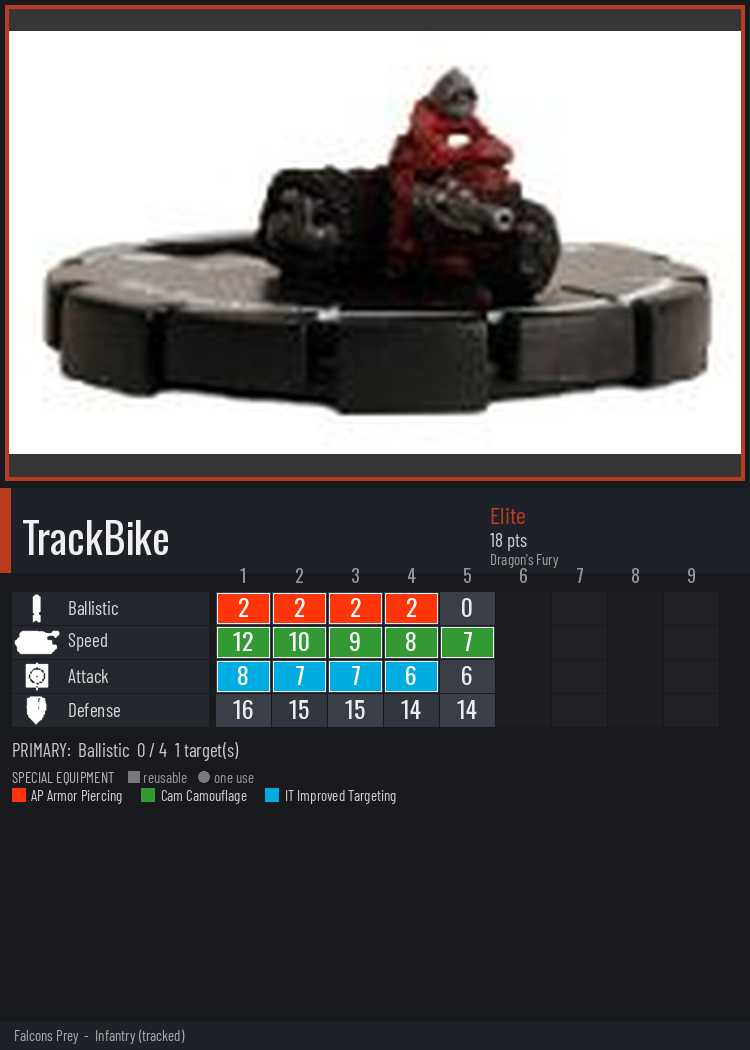 TrackBike
Elite
18 pts
Dragon's Fury
1 2 3 4 5 6 7 8 9
Ballistic 2 2 2 2 0
Speed 12 10 9 8 7
Attack 8 7 7 6 6
Defense 16 15 15 14 14
PRIMARY: Ballistic 0 / 4 1 target(s)
SPECIAL EQUIPMENT reusable one use
AP Armor Piercing Cam Camouflage IT Improved Targeting
Falcons Prey - Infantry (tracked)